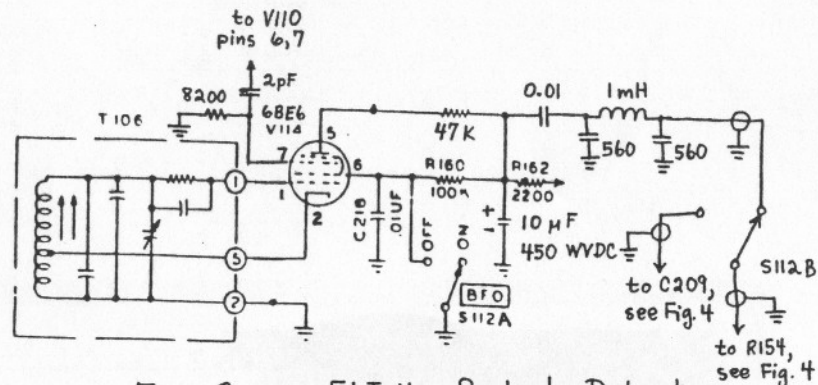 to V110
pins 6,7
2pF
8200
6BE6
V114
T106
7
1
2
5
6
1
5
2
47K
R160
100K
R162
2200
C218
.01UF
OFF
ON
BFO
S112A
+
-
10 µF
450 WVDC
0.01
1mH
560
560
to C209,
see Fig. 4
S112B
to R154,
see Fig. 4